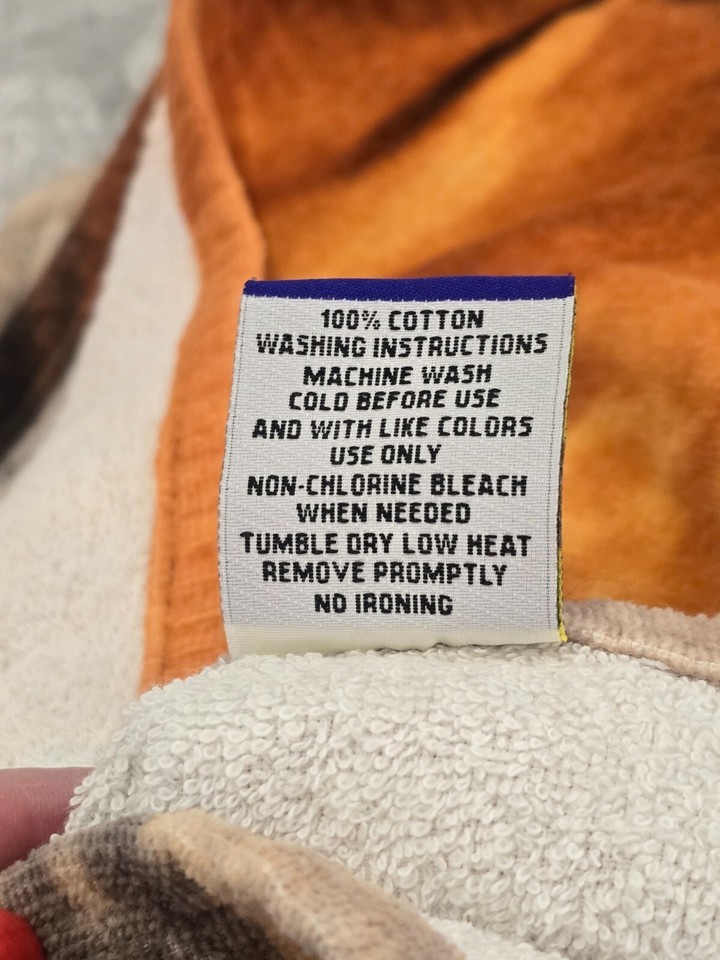 100% COTTON
WASHING INSTRUCTIONS
MACHINE WASH
COLD BEFORE USE
AND WITH LIKE COLORS
USE ONLY
NON-CHLORINE BLEACH
WHEN NEEDED
TUMBLE DRY LOW HEAT
REMOVE PROMPTLY
NO IRONING